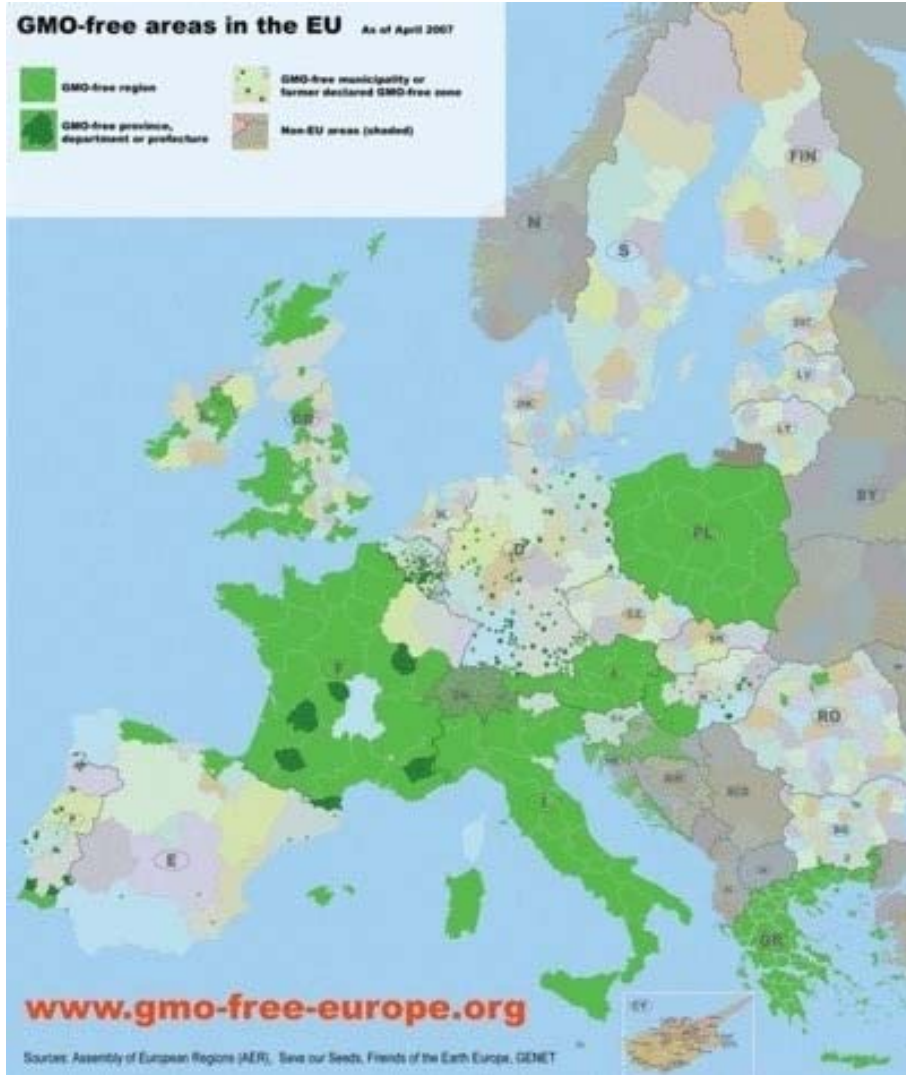 GMO-free areas in the EU As of April 2007
GMO-free region
GMO-free municipality or
former declared GMO-free zone
GMO-free province,
department or prefecture
Non-EU areas (shaded)
FIN
N
S
EST
LV
LT
DK
GB
BY
PL
D
CZ
F
A
CH
RO
BG
I
P
E
GR
CY
www.gmo-free-europe.org
Sources: Assembly of European Regions (AER), Save our Seeds, Friends of the Earth Europe, GENET